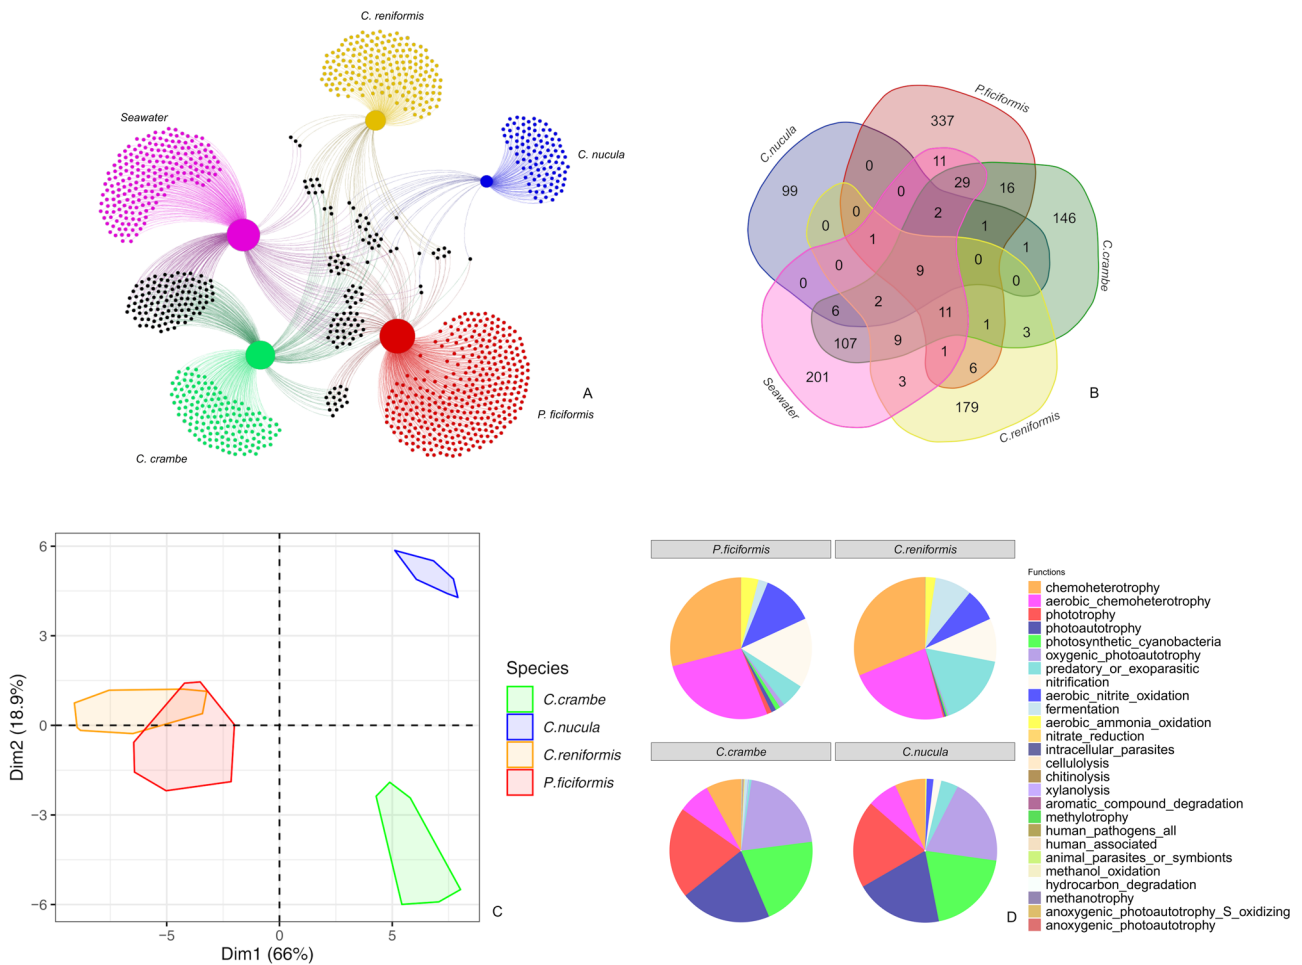 C. reniformis
Seawater
C. nucula
A
P. ficiformis
C. crambe
P.ficiformis
337
C.nucula
11
0
99
0
29
16
146
0
0
2
1
1
C.crambe
1
0
0
9
0
0
6
2
11
1
3
107
9
1
201
3
6
179
Seawater
C.reniformis
B
6
3
0
−3
−6
−5
0
5
Dim2 (18.9%)
Dim1 (66%)
C
Species
C.crambe
C.nucula
C.reniformis
P.ficiformis
P.ficiformis
C.reniformis
C.crambe
C.nucula
D
Functions
chemoheterotrophy
aerobic_chemoheterotrophy
phototrophy
photoautotrophy
photosynthetic_cyanobacteria
oxygenic_photoautotrophy
predatory_or_exoparasitic
nitrification
aerobic_nitrite_oxidation
fermentation
aerobic_ammonia_oxidation
nitrate_reduction
intracellular_parasites
cellulolysis
chitinolysis
xylanolysis
aromatic_compound_degradation
methylotrophy
human_pathogens_all
human_associated
animal_parasites_or_symbionts
methanol_oxidation
hydrocarbon_degradation
methanotrophy
anoxygenic_photoautotrophy_S_oxidizing
anoxygenic_photoautotrophy